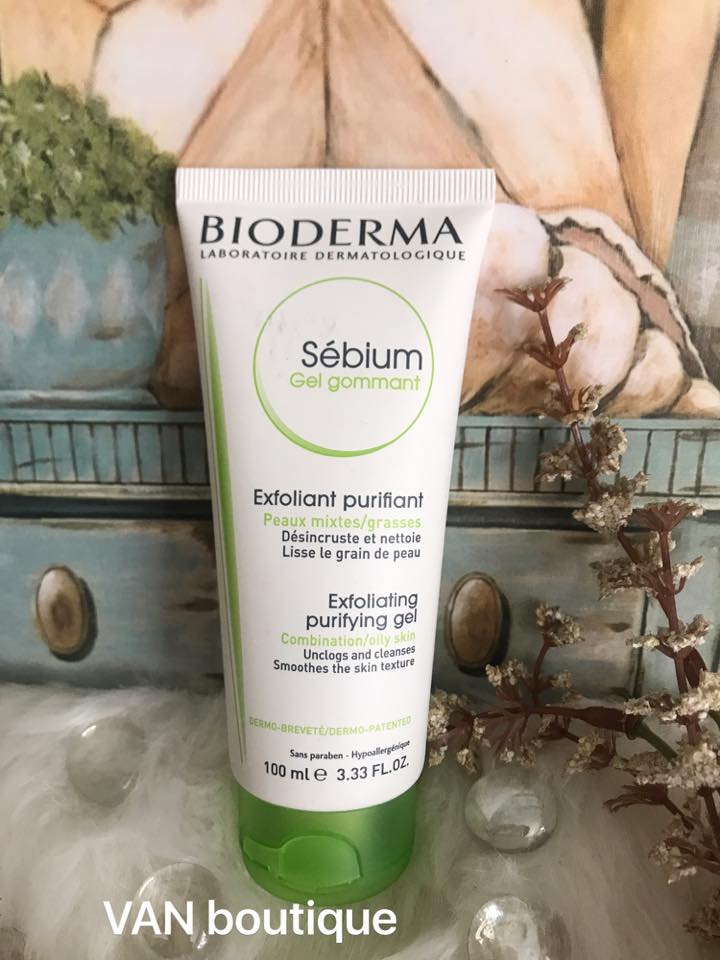 BIODERMA
LABORATOIRE DERMATOLOGIQUE
Sébium
Gel gommant
Exfoliant purifiant
Peaux mixtes/grasses
Désincruste et nettoie
Lisse le grain de peau
Exfoliating
purifying gel
Combination/oily skin
Unclogs and cleanses
Smoothes the skin texture
DERMO-BREVETÉ/DERMO-PATENTED
Sans paraben - Hypoallergénique
100 ml ℮ 3.33 FL.OZ.
VAN boutique